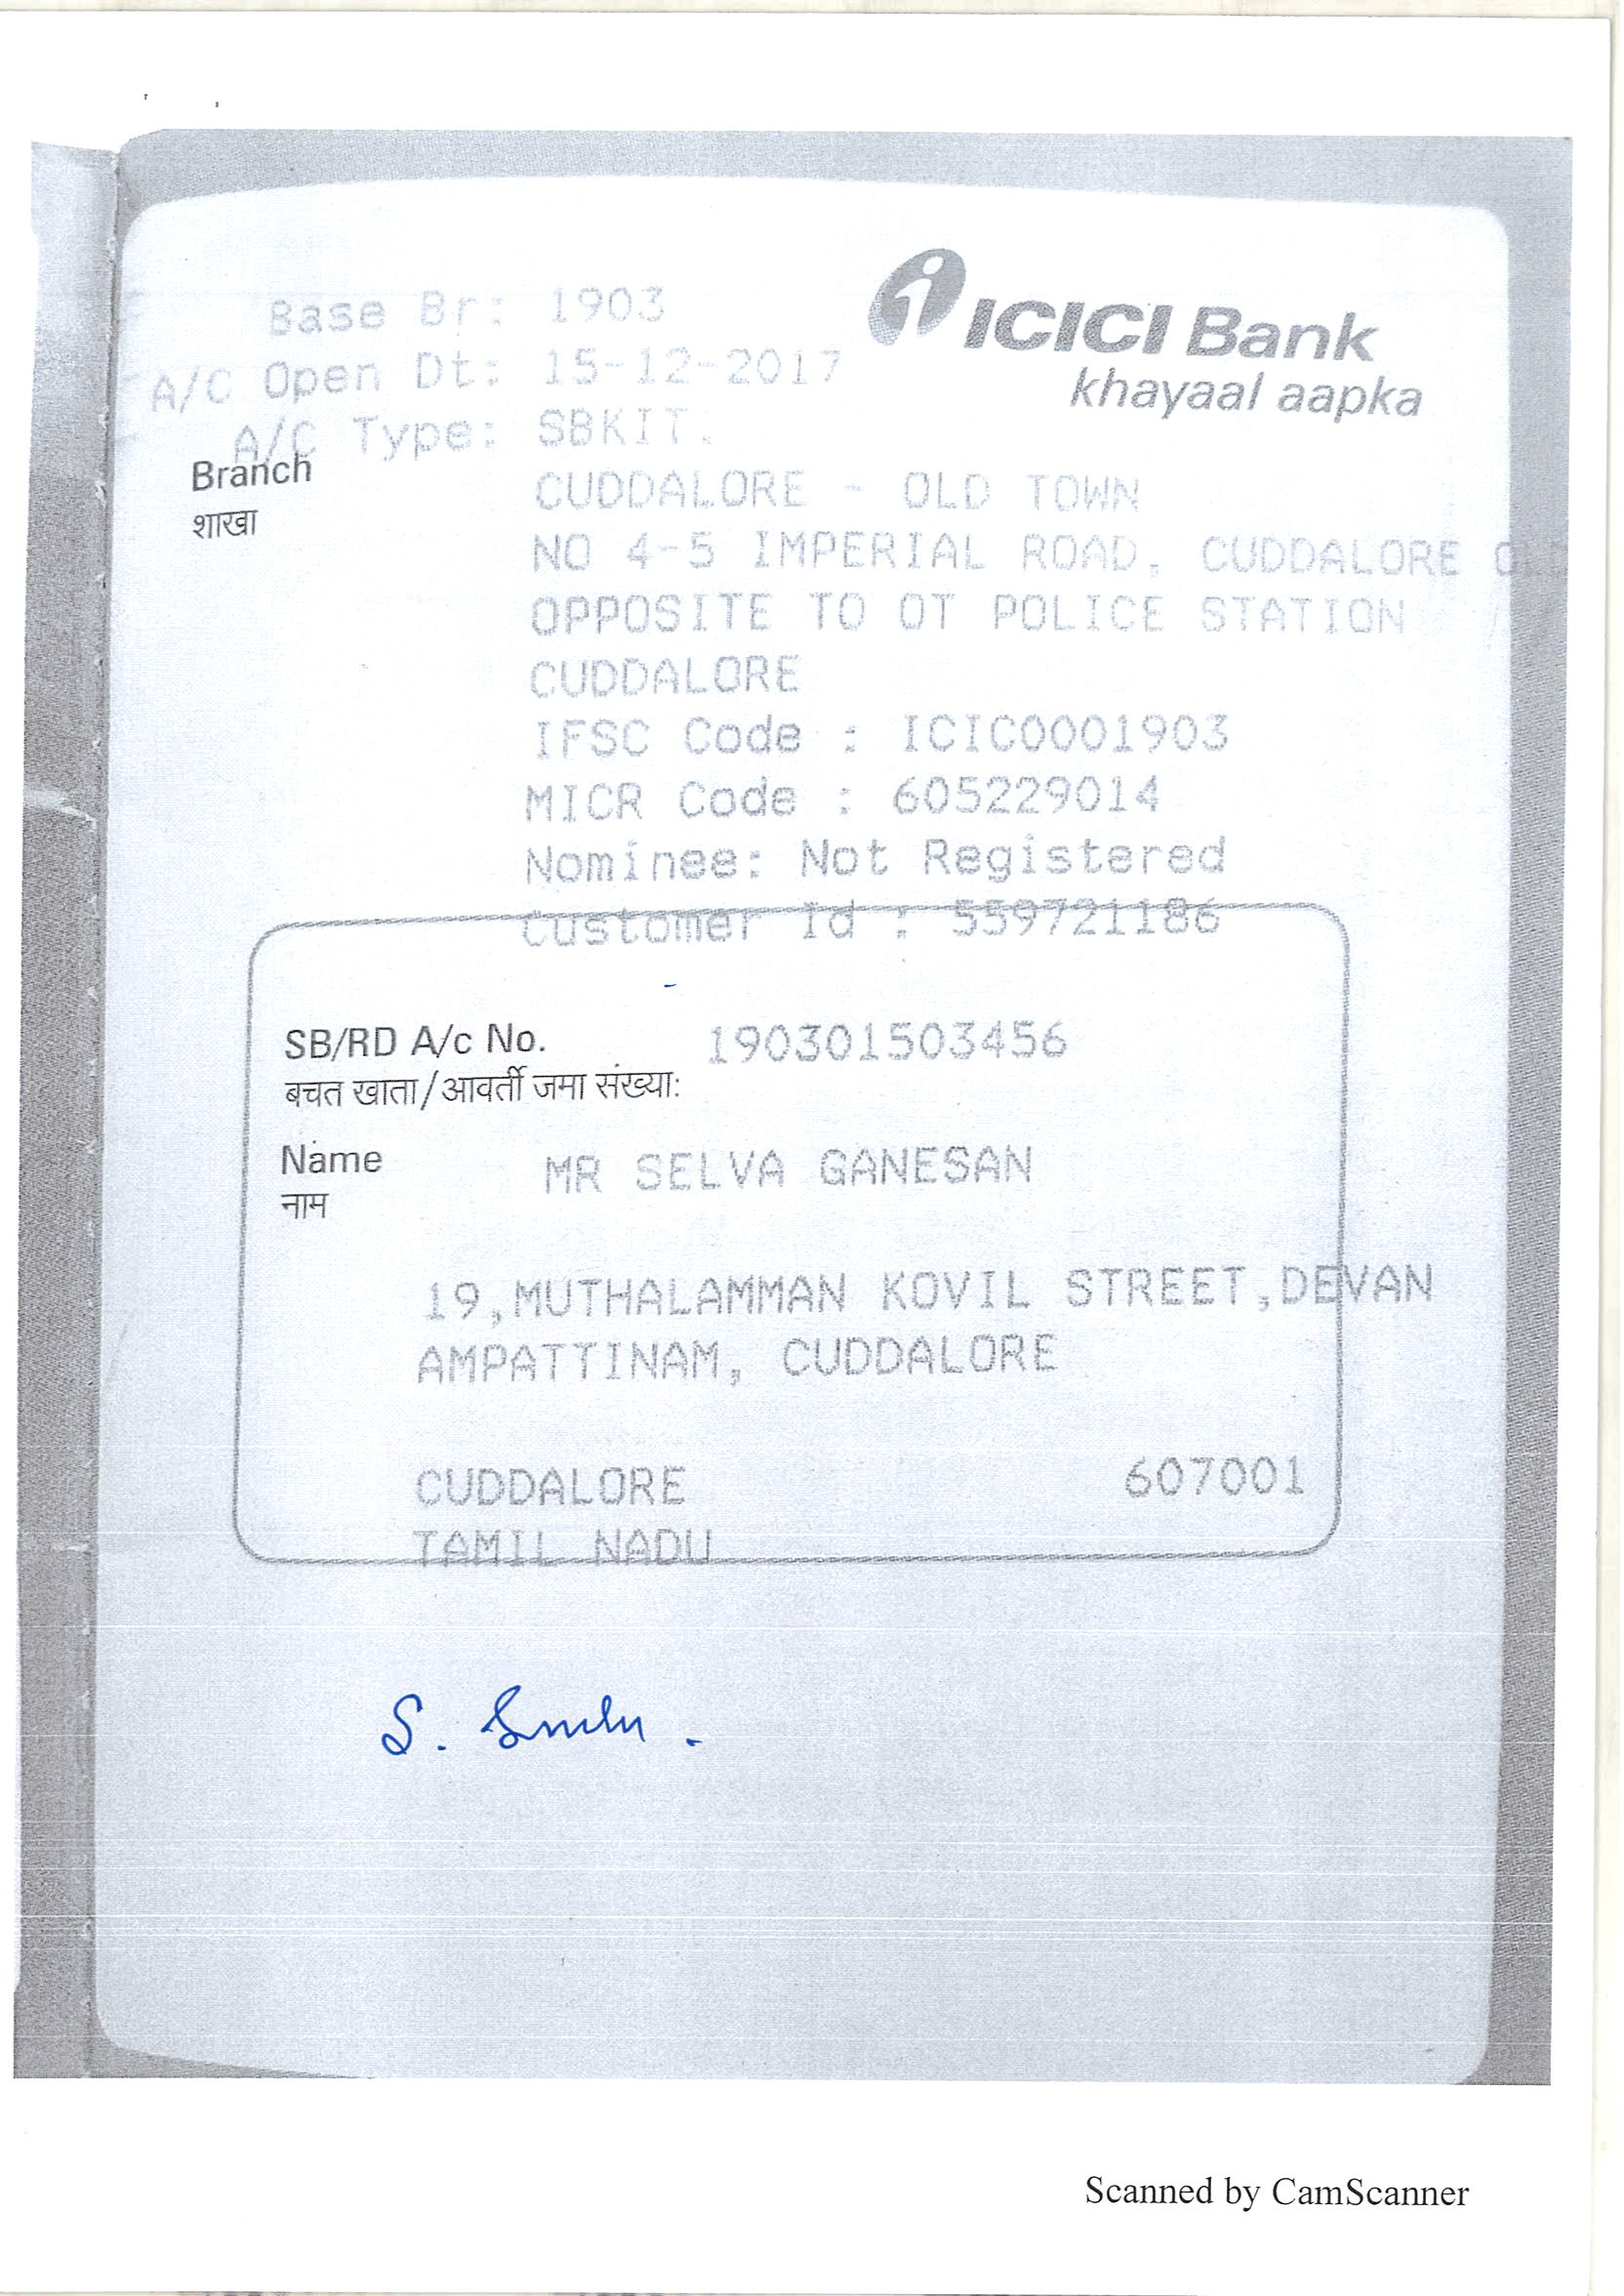 ICICI Bank
khayaal aapka
Base Br: 1903
A/C Open Dt: 15-12-2017
A/C Type: SBKIT.
Branch
शाखा
CUDDALORE - OLD TOWN
NO 4-5 IMPERIAL ROAD, CUDDALORE
OPPOSITE TO OT POLICE STATION
CUDDALORE
IFSC Code : ICIC0001903
MICR Code : 605229014
Nominee: Not Registered
Customer Id : 559721186
SB/RD A/c No. 190301503456
बचत खाता/आवर्ती जमा संख्या:
Name MR SELVA GANESAN
नाम
19,MUTHALAMMAN KOVIL STREET,DEVAN
AMPATTINAM, CUDDALORE
CUDDALORE 607001
TAMIL NADU
S.
Scanned by CamScanner